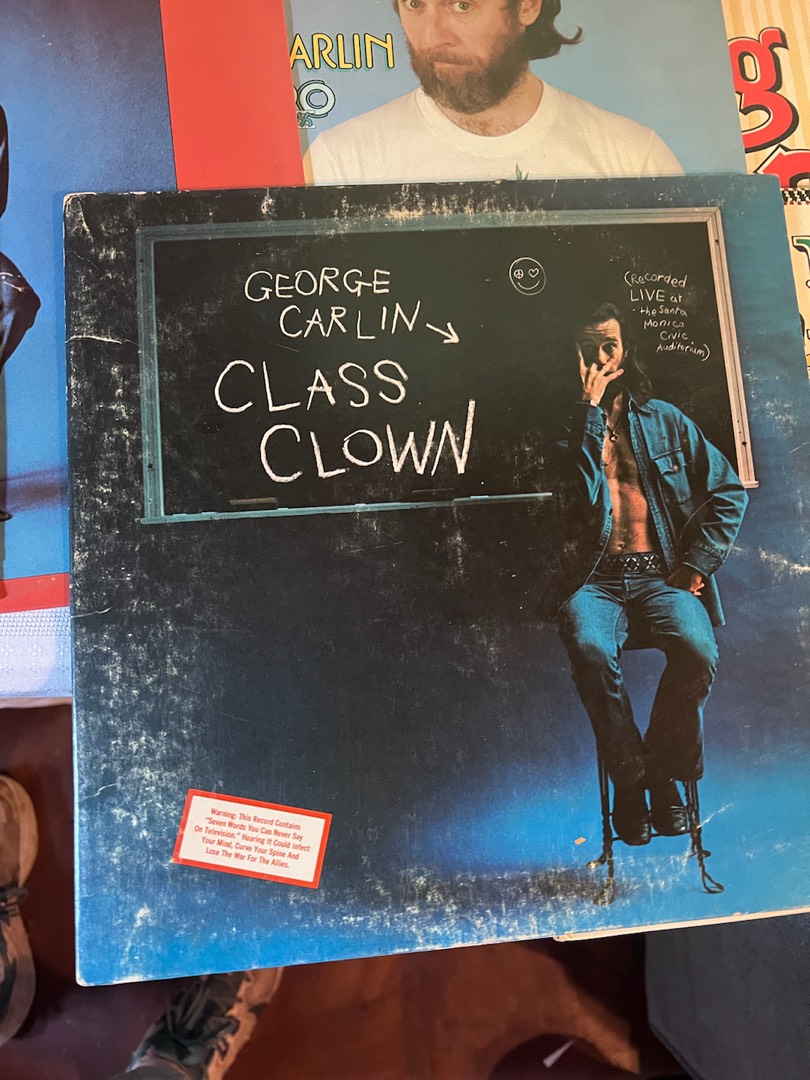 ARLIN
GEORGE
CARLIN
CLASS
CLOWN
(Recorded
LIVE at
the Santa
Monica
Civic
Auditorium)
Warning: This Record Contains
"Seven Words You Can Never Say
On Television." Hearing It Could Infect
Your Mind, Curve Your Spine And
Lose The War For The Allies.